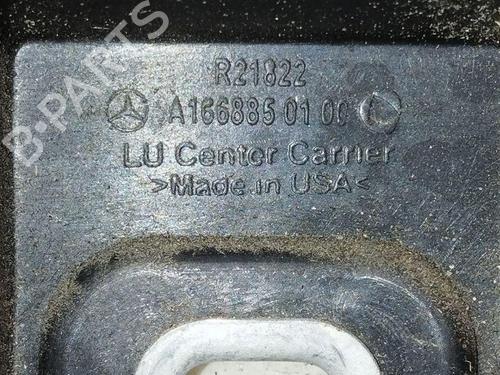 B-PARTS
R21822
A166885 01 00
LU Center Carrier
>Made in USA<